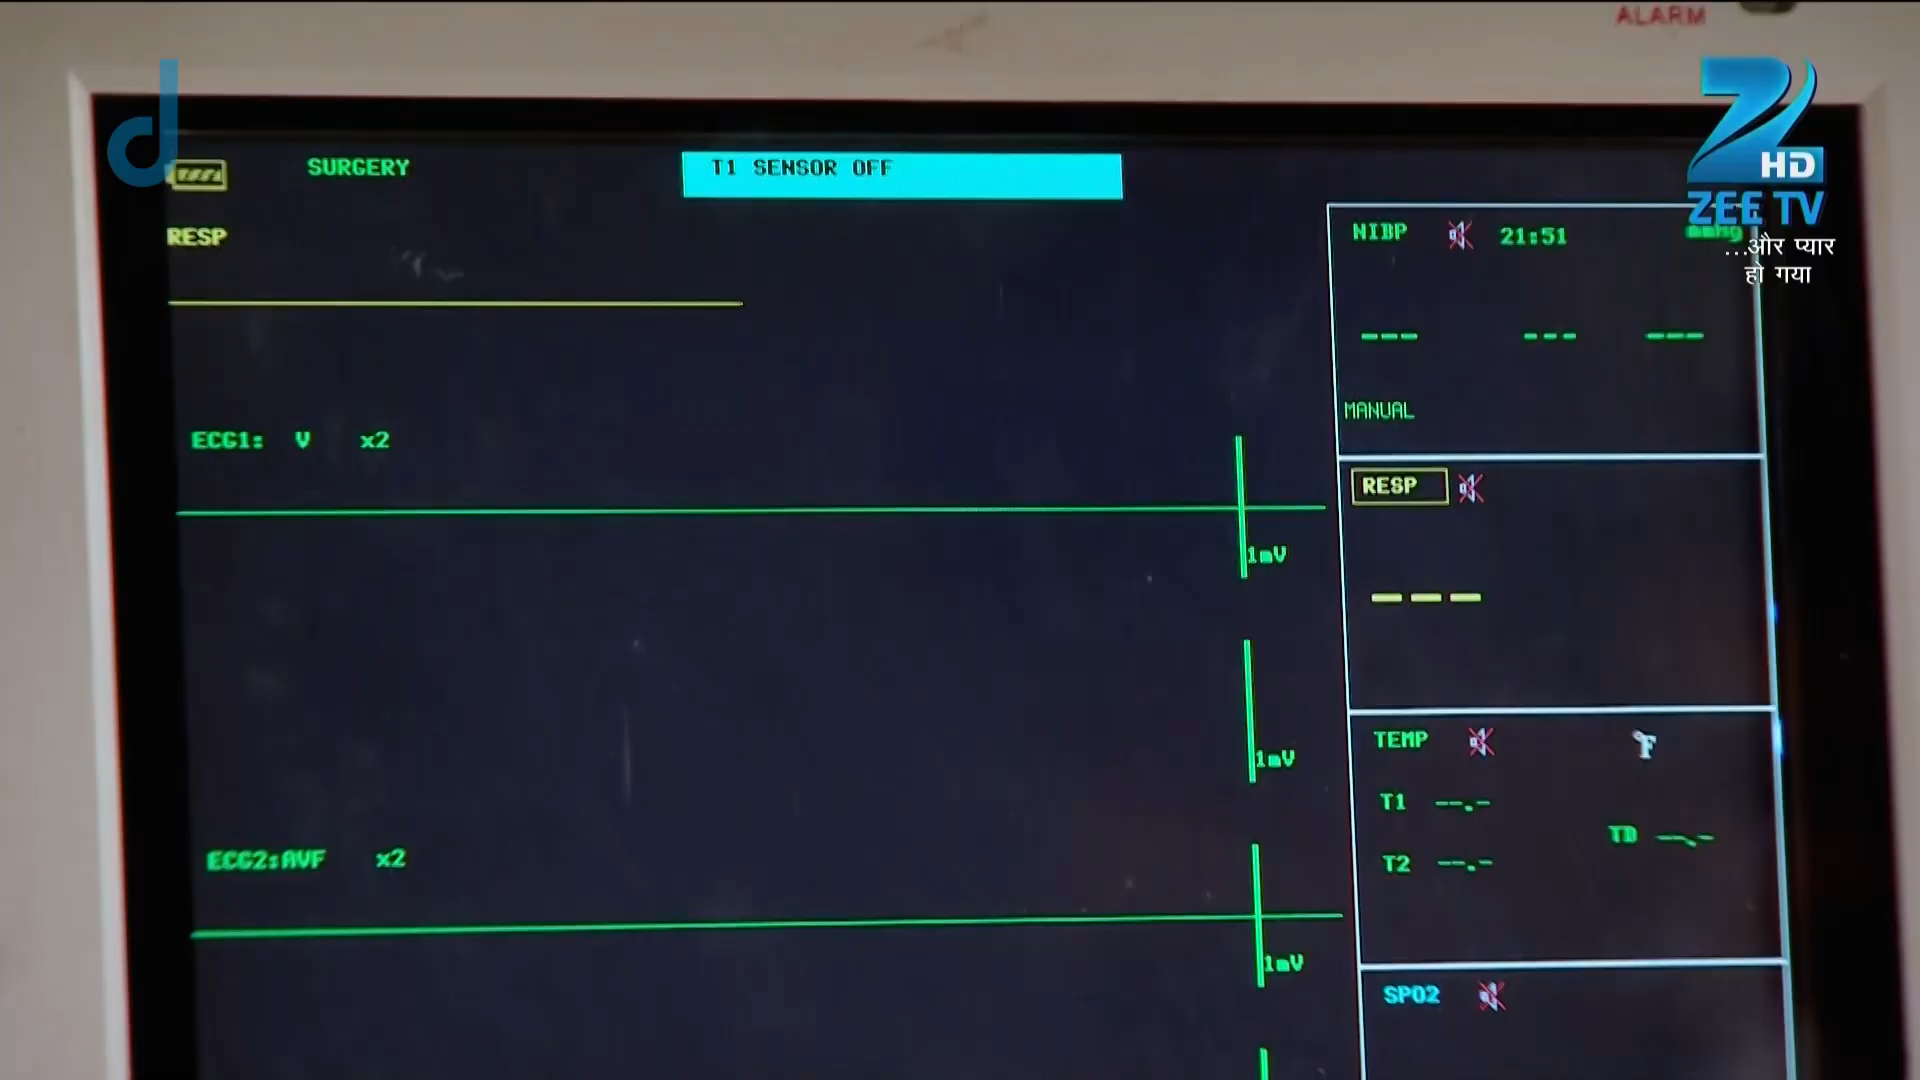 ALARM
HD
ZEE TV
...और प्यार
हो गया
SURGERY
T1 SENSOR OFF
RESP
NIBP 21:51 mmHg
--- --- ---
MANUAL
ECG1: V x2
1mV
RESP
---
1mV
TEMP °F
T1 --.-
TD --.-
T2 --.-
ECG2:AVF x2
1mV
SPO2